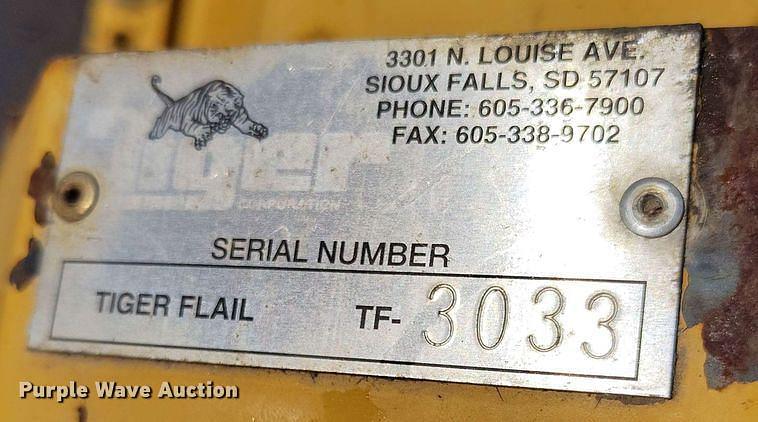 3301 N. LOUISE AVE.
SIOUX FALLS, SD 57107
PHONE: 605-336-7900
FAX: 605-338-9702
Tiger
CORPORATION
SERIAL NUMBER
TIGER FLAIL TF- 3033
Purple Wave Auction